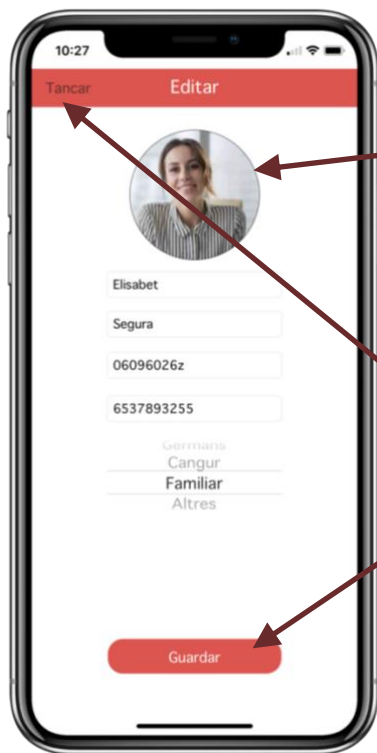 10:27
Tancar
Editar
Elisabet
Segura
06096026z
6537893255
Germans
Cangur
Familiar
Altres
Guardar